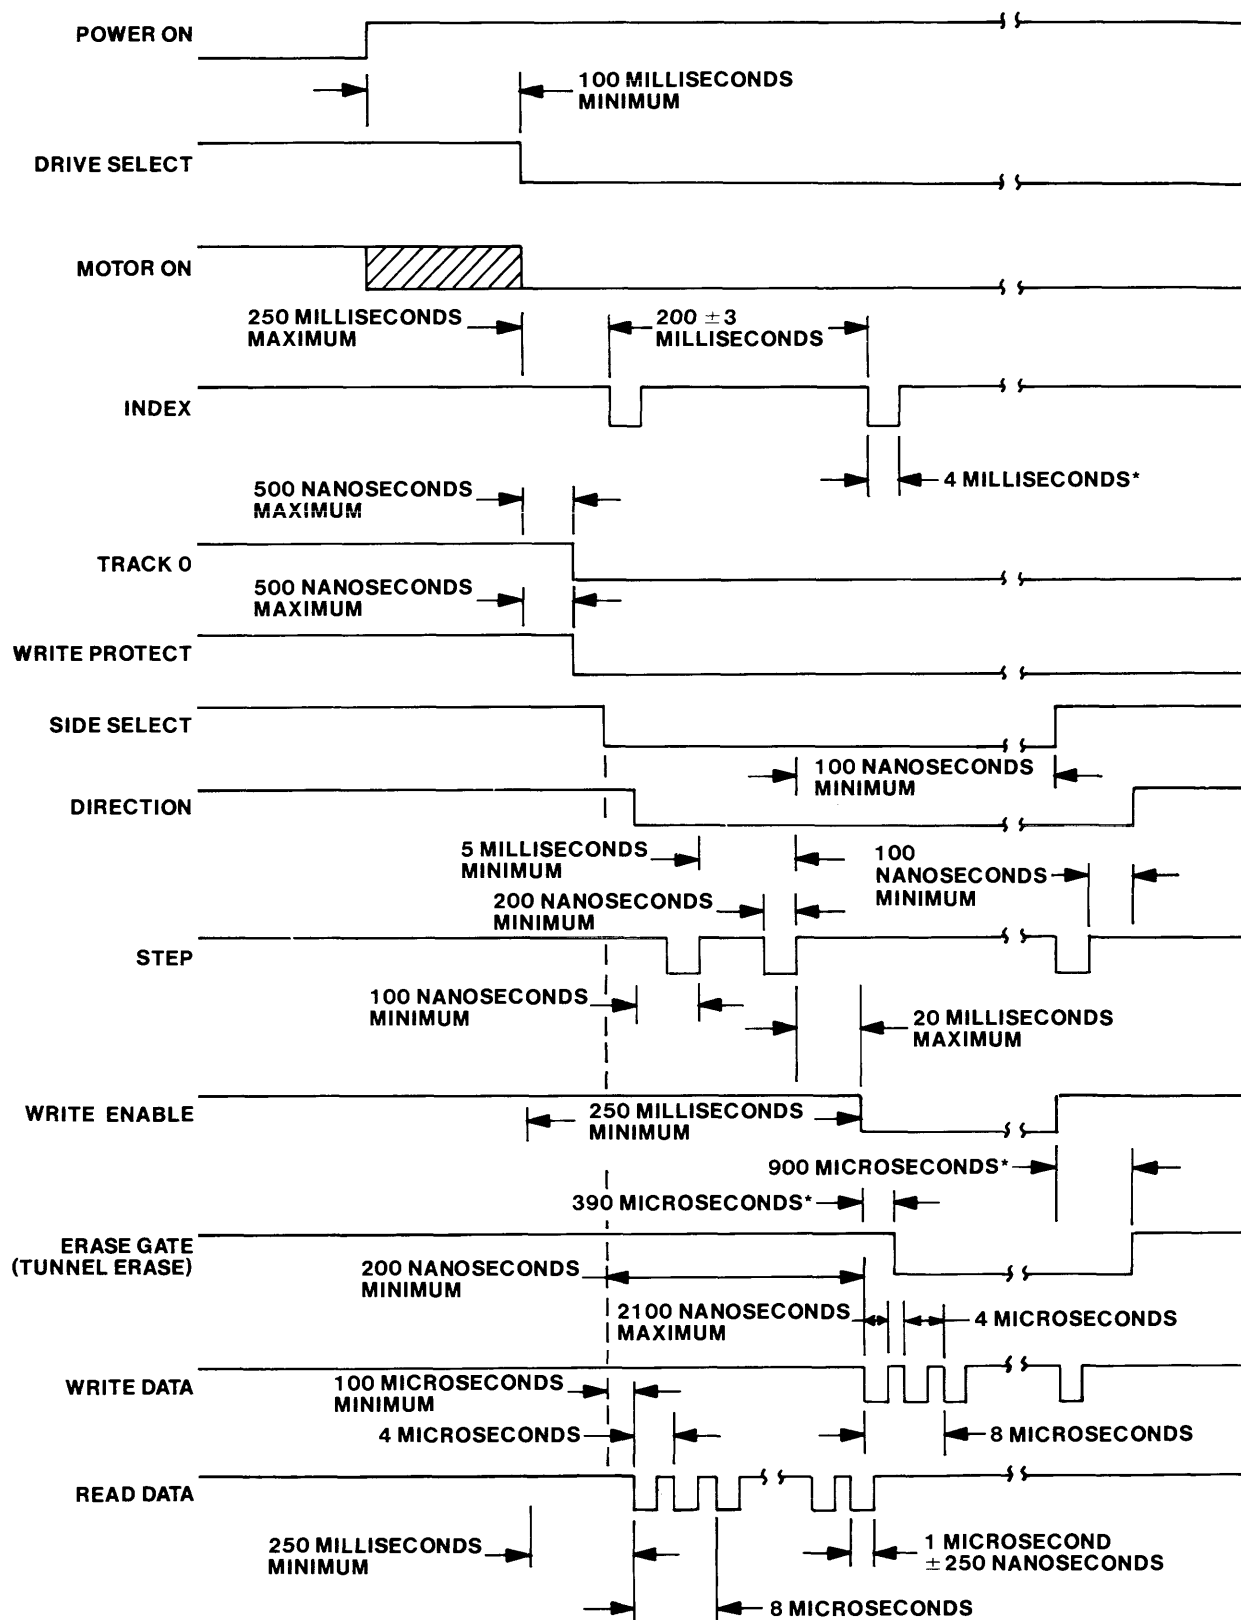 POWER ON
100 MILLISECONDS
MINIMUM
DRIVE SELECT
MOTOR ON
250 MILLISECONDS
MAXIMUM
200 ±3
MILLISECONDS
INDEX
4 MILLISECONDS*
500 NANOSECONDS
MAXIMUM
TRACK 0
500 NANOSECONDS
MAXIMUM
WRITE PROTECT
SIDE SELECT
100 NANOSECONDS
MINIMUM
DIRECTION
5 MILLISECONDS
MINIMUM
100
NANOSECONDS
MINIMUM
200 NANOSECONDS
MINIMUM
STEP
100 NANOSECONDS
MINIMUM
20 MILLISECONDS
MAXIMUM
WRITE ENABLE
250 MILLISECONDS
MINIMUM
900 MICROSECONDS*
390 MICROSECONDS*
ERASE GATE
(TUNNEL ERASE)
200 NANOSECONDS
MINIMUM
2100 NANOSECONDS
MAXIMUM
4 MICROSECONDS
WRITE DATA
100 MICROSECONDS
MINIMUM
4 MICROSECONDS
8 MICROSECONDS
READ DATA
250 MILLISECONDS
MINIMUM
1 MICROSECOND
±250 NANOSECONDS
8 MICROSECONDS